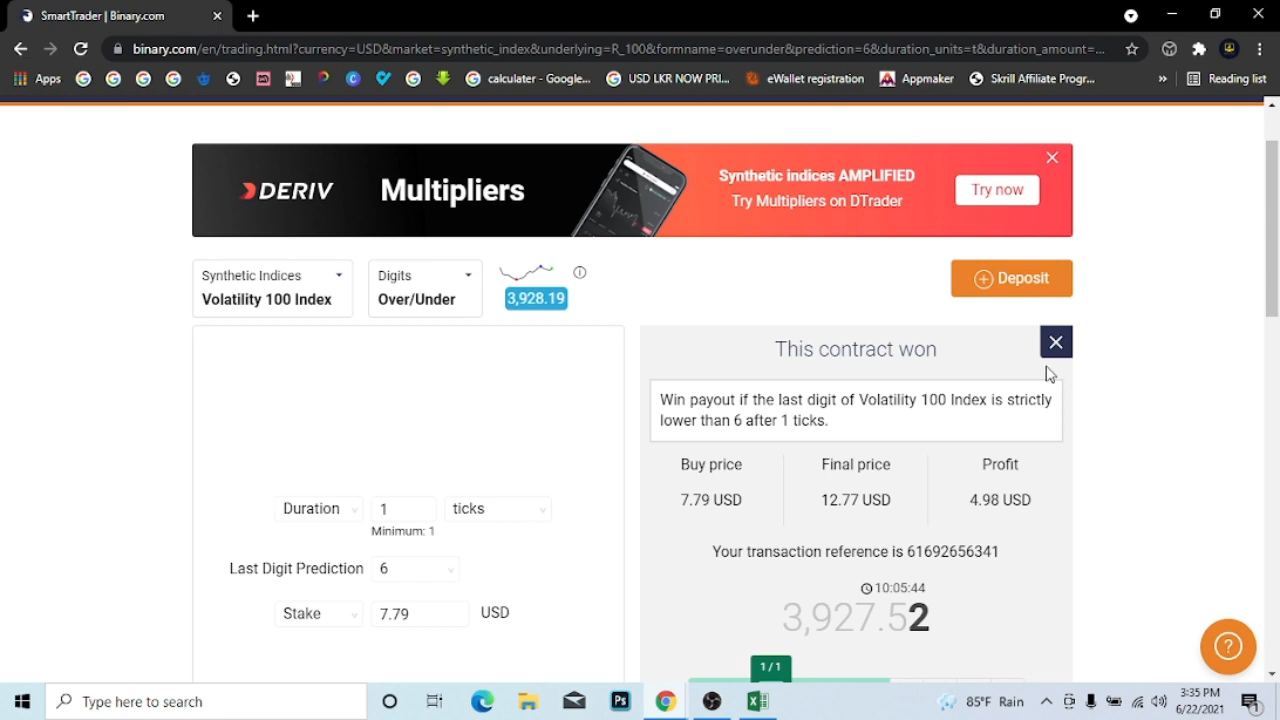 SmartTrader | Binary.com
binary.com/en/trading.html?currency=USD&market=synthetic_index&underlying=R_100&formname=overunder&prediction=6&duration_units=t&duration_amount=...
Apps
calculater - Google...
USD LKR NOW PRI...
eWallet registration
Appmaker
Skrill Affiliate Progr...
»
Reading list
DERIV
Multipliers
Synthetic indices AMPLIFIED
Try Multipliers on DTrader
Try now
Synthetic Indices
Volatility 100 Index
Digits
Over/Under
3,928.19
Deposit
This contract won
Win payout if the last digit of Volatility 100 Index is strictly
lower than 6 after 1 ticks.
Buy price
Final price
Profit
7.79 USD
12.77 USD
4.98 USD
Duration
1
ticks
Minimum: 1
Your transaction reference is 61692656341
Last Digit Prediction
6
10:05:44
3,927.52
Stake
7.79
USD
1/1
Type here to search
Ps
85°F Rain
3:35 PM
6/22/2021
1